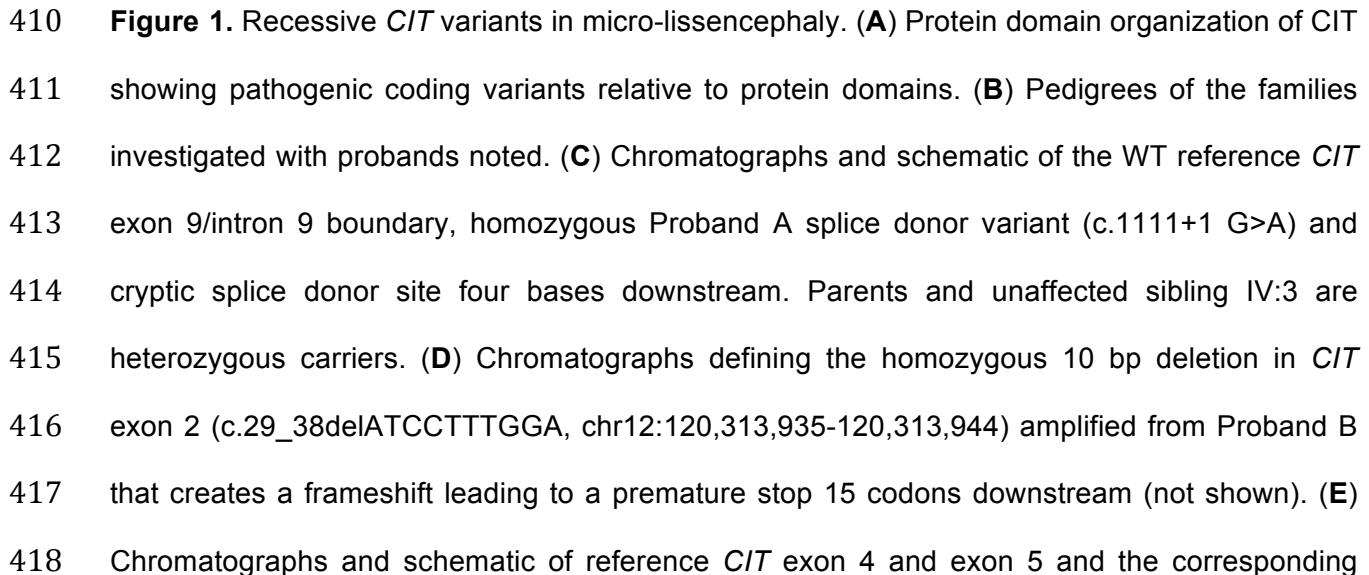 410 Figure 1. Recessive CIT variants in micro-lissencephaly. (A) Protein domain organization of CIT
411 showing pathogenic coding variants relative to protein domains. (B) Pedigrees of the families
412 investigated with probands noted. (C) Chromatographs and schematic of the WT reference CIT
413 exon 9/intron 9 boundary, homozygous Proband A splice donor variant (c.1111+1 G>A) and
414 cryptic splice donor site four bases downstream. Parents and unaffected sibling IV:3 are
415 heterozygous carriers. (D) Chromatographs defining the homozygous 10 bp deletion in CIT
416 exon 2 (c.29_38delATCCTTTGGA, chr12:120,313,935-120,313,944) amplified from Proband B
417 that creates a frameshift leading to a premature stop 15 codons downstream (not shown). (E)
418 Chromatographs and schematic of reference CIT exon 4 and exon 5 and the corresponding